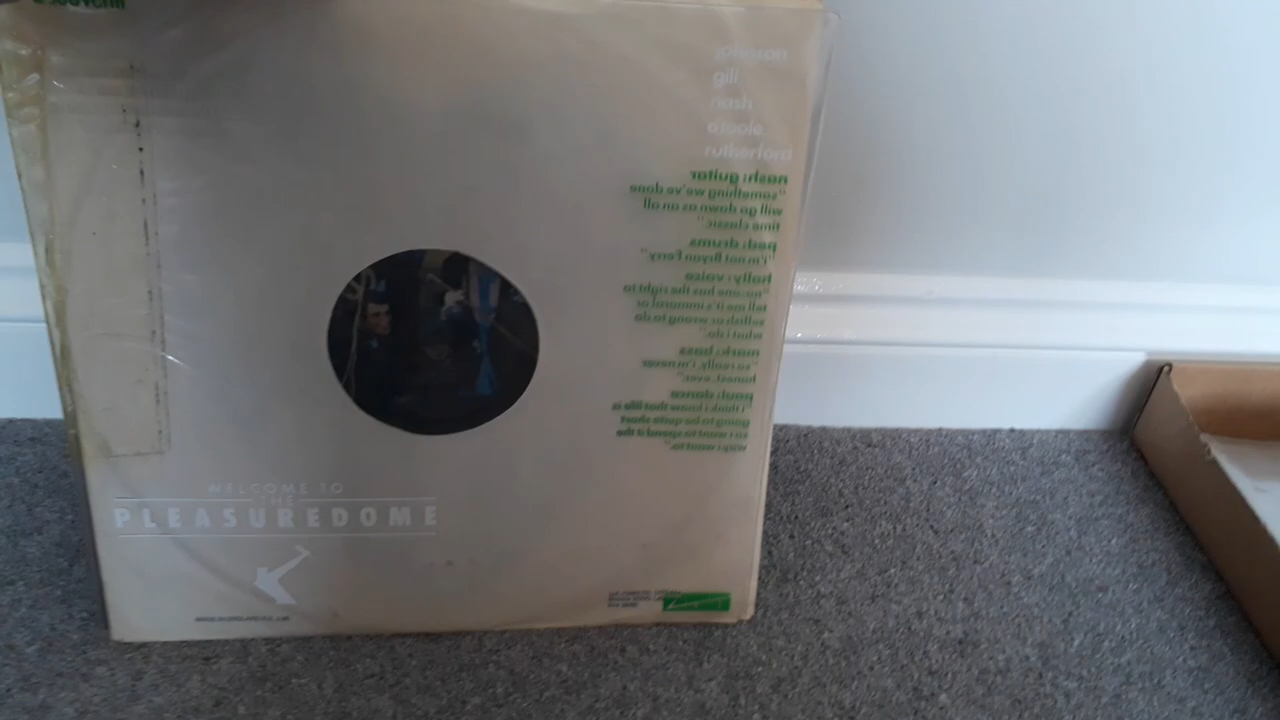 gill
nash
o'toole
rutherford
nash: guitar
"something we've done
will go down as an all
time classic."
ped: drums
"i'm not Bryan Ferry"
holly: voice
"no-one has the right to
tell me it's immoral or
selfish or wrong to do
what i do."
mark: bass
"so really, i'm never
honest, ever."
paul: dance
"i think i know that life is
going to be quite short
so i want to spend it the
way i want to."
WELCOME TO
THE
PLEASUREDOME